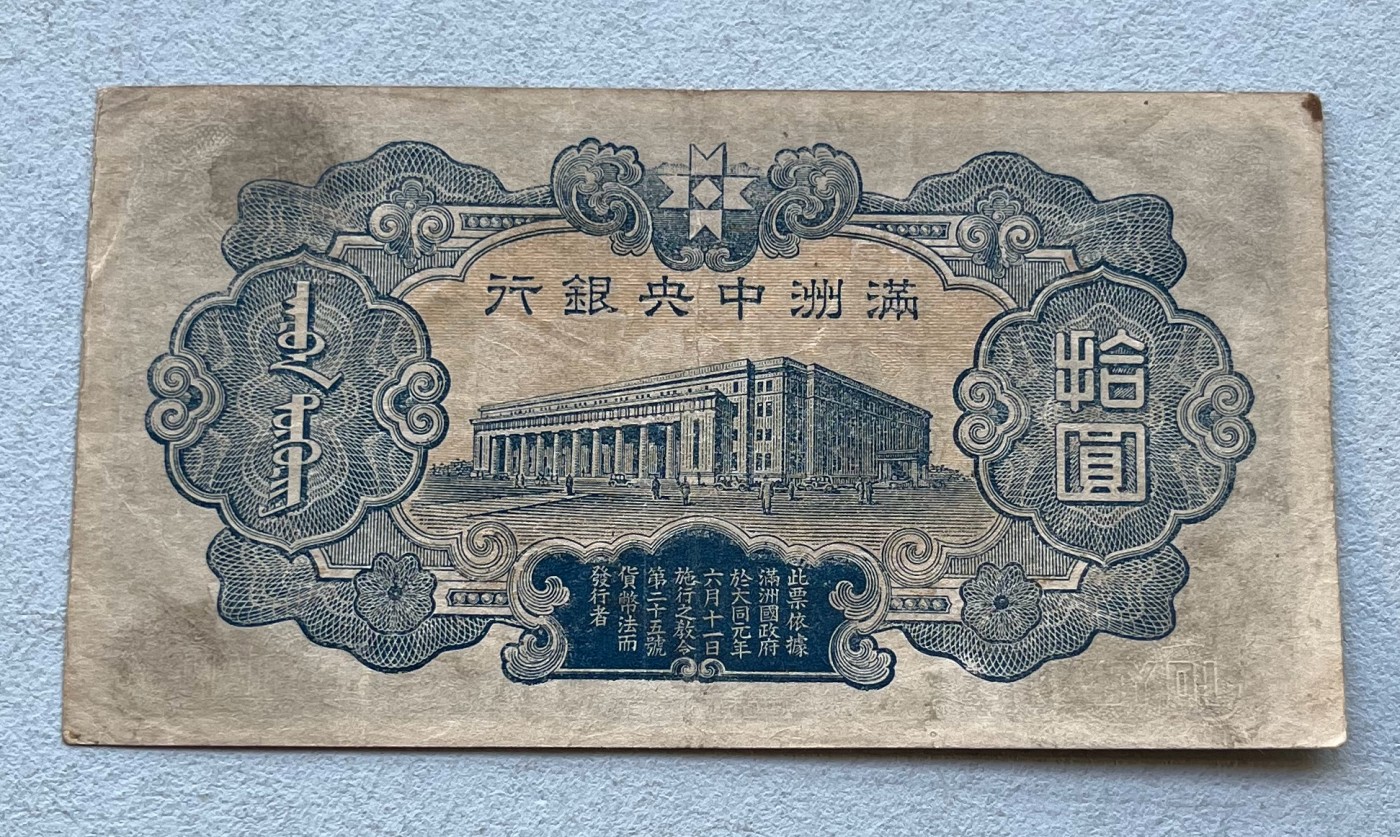 滿洲中央銀行
拾圓
此票依據
滿洲國政府
於大同元年
六月十一日
施行之敎令
第二十五號
貨幣法而
發行者